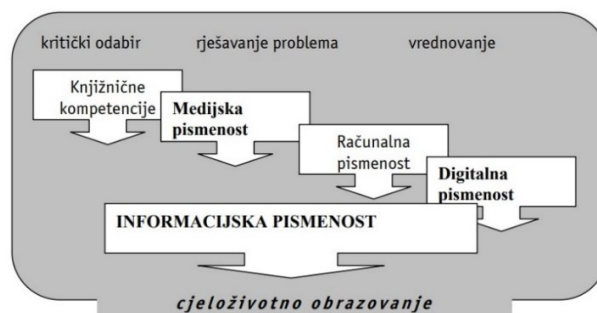 kritički odabir rješavanje problema vrednovanje
Knjižnične
kompetencije
Medijska
pismenost
Računalna
pismenost
Digitalna
pismenost
INFORMACIJSKA PISMENOST
cjeloživotno obrazovanje